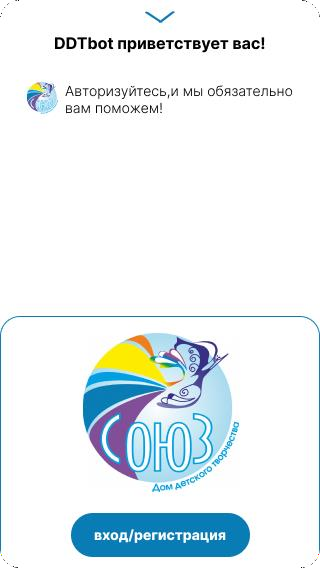 DDTbot приветствует вас!
Авторизуйтесь,и мы обязательно
вам поможем!
СОЮЗ
Дом детского творчества
вход/регистрация